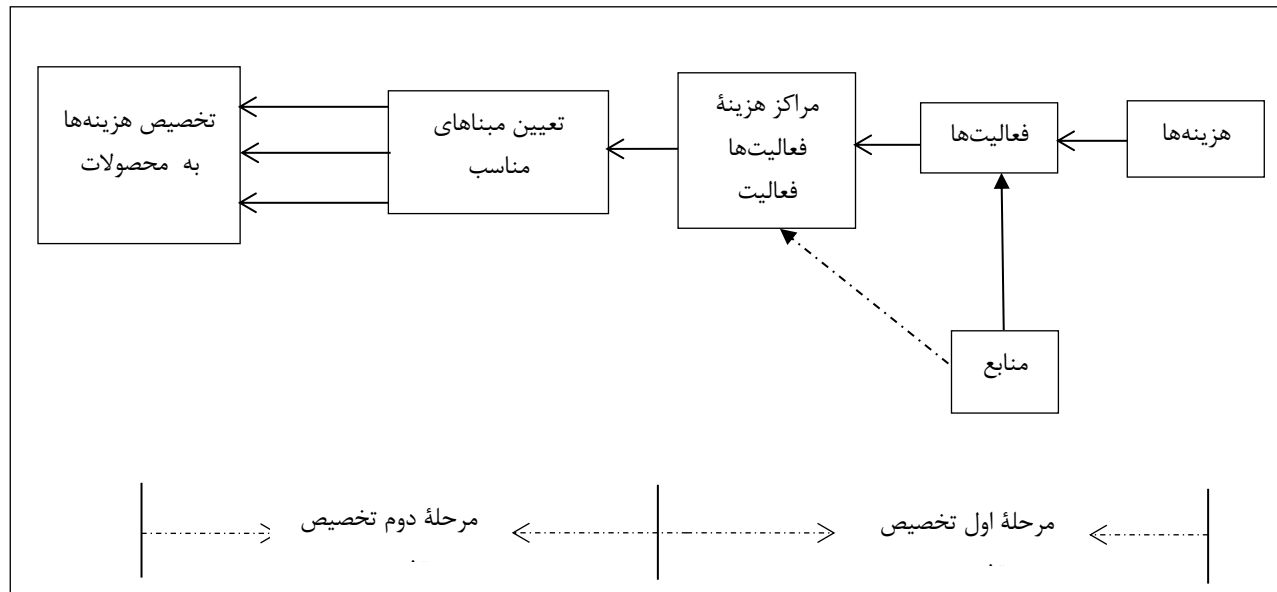 هزینه‌ها
فعالیت‌ها
مراکز هزینهٔ
فعالیت‌ها
فعالیت
تعیین مبناهای
مناسب
تخصیص هزینه‌ها
به محصولات
منابع
مرحلهٔ اول تخصیص
مرحلهٔ دوم تخصیص